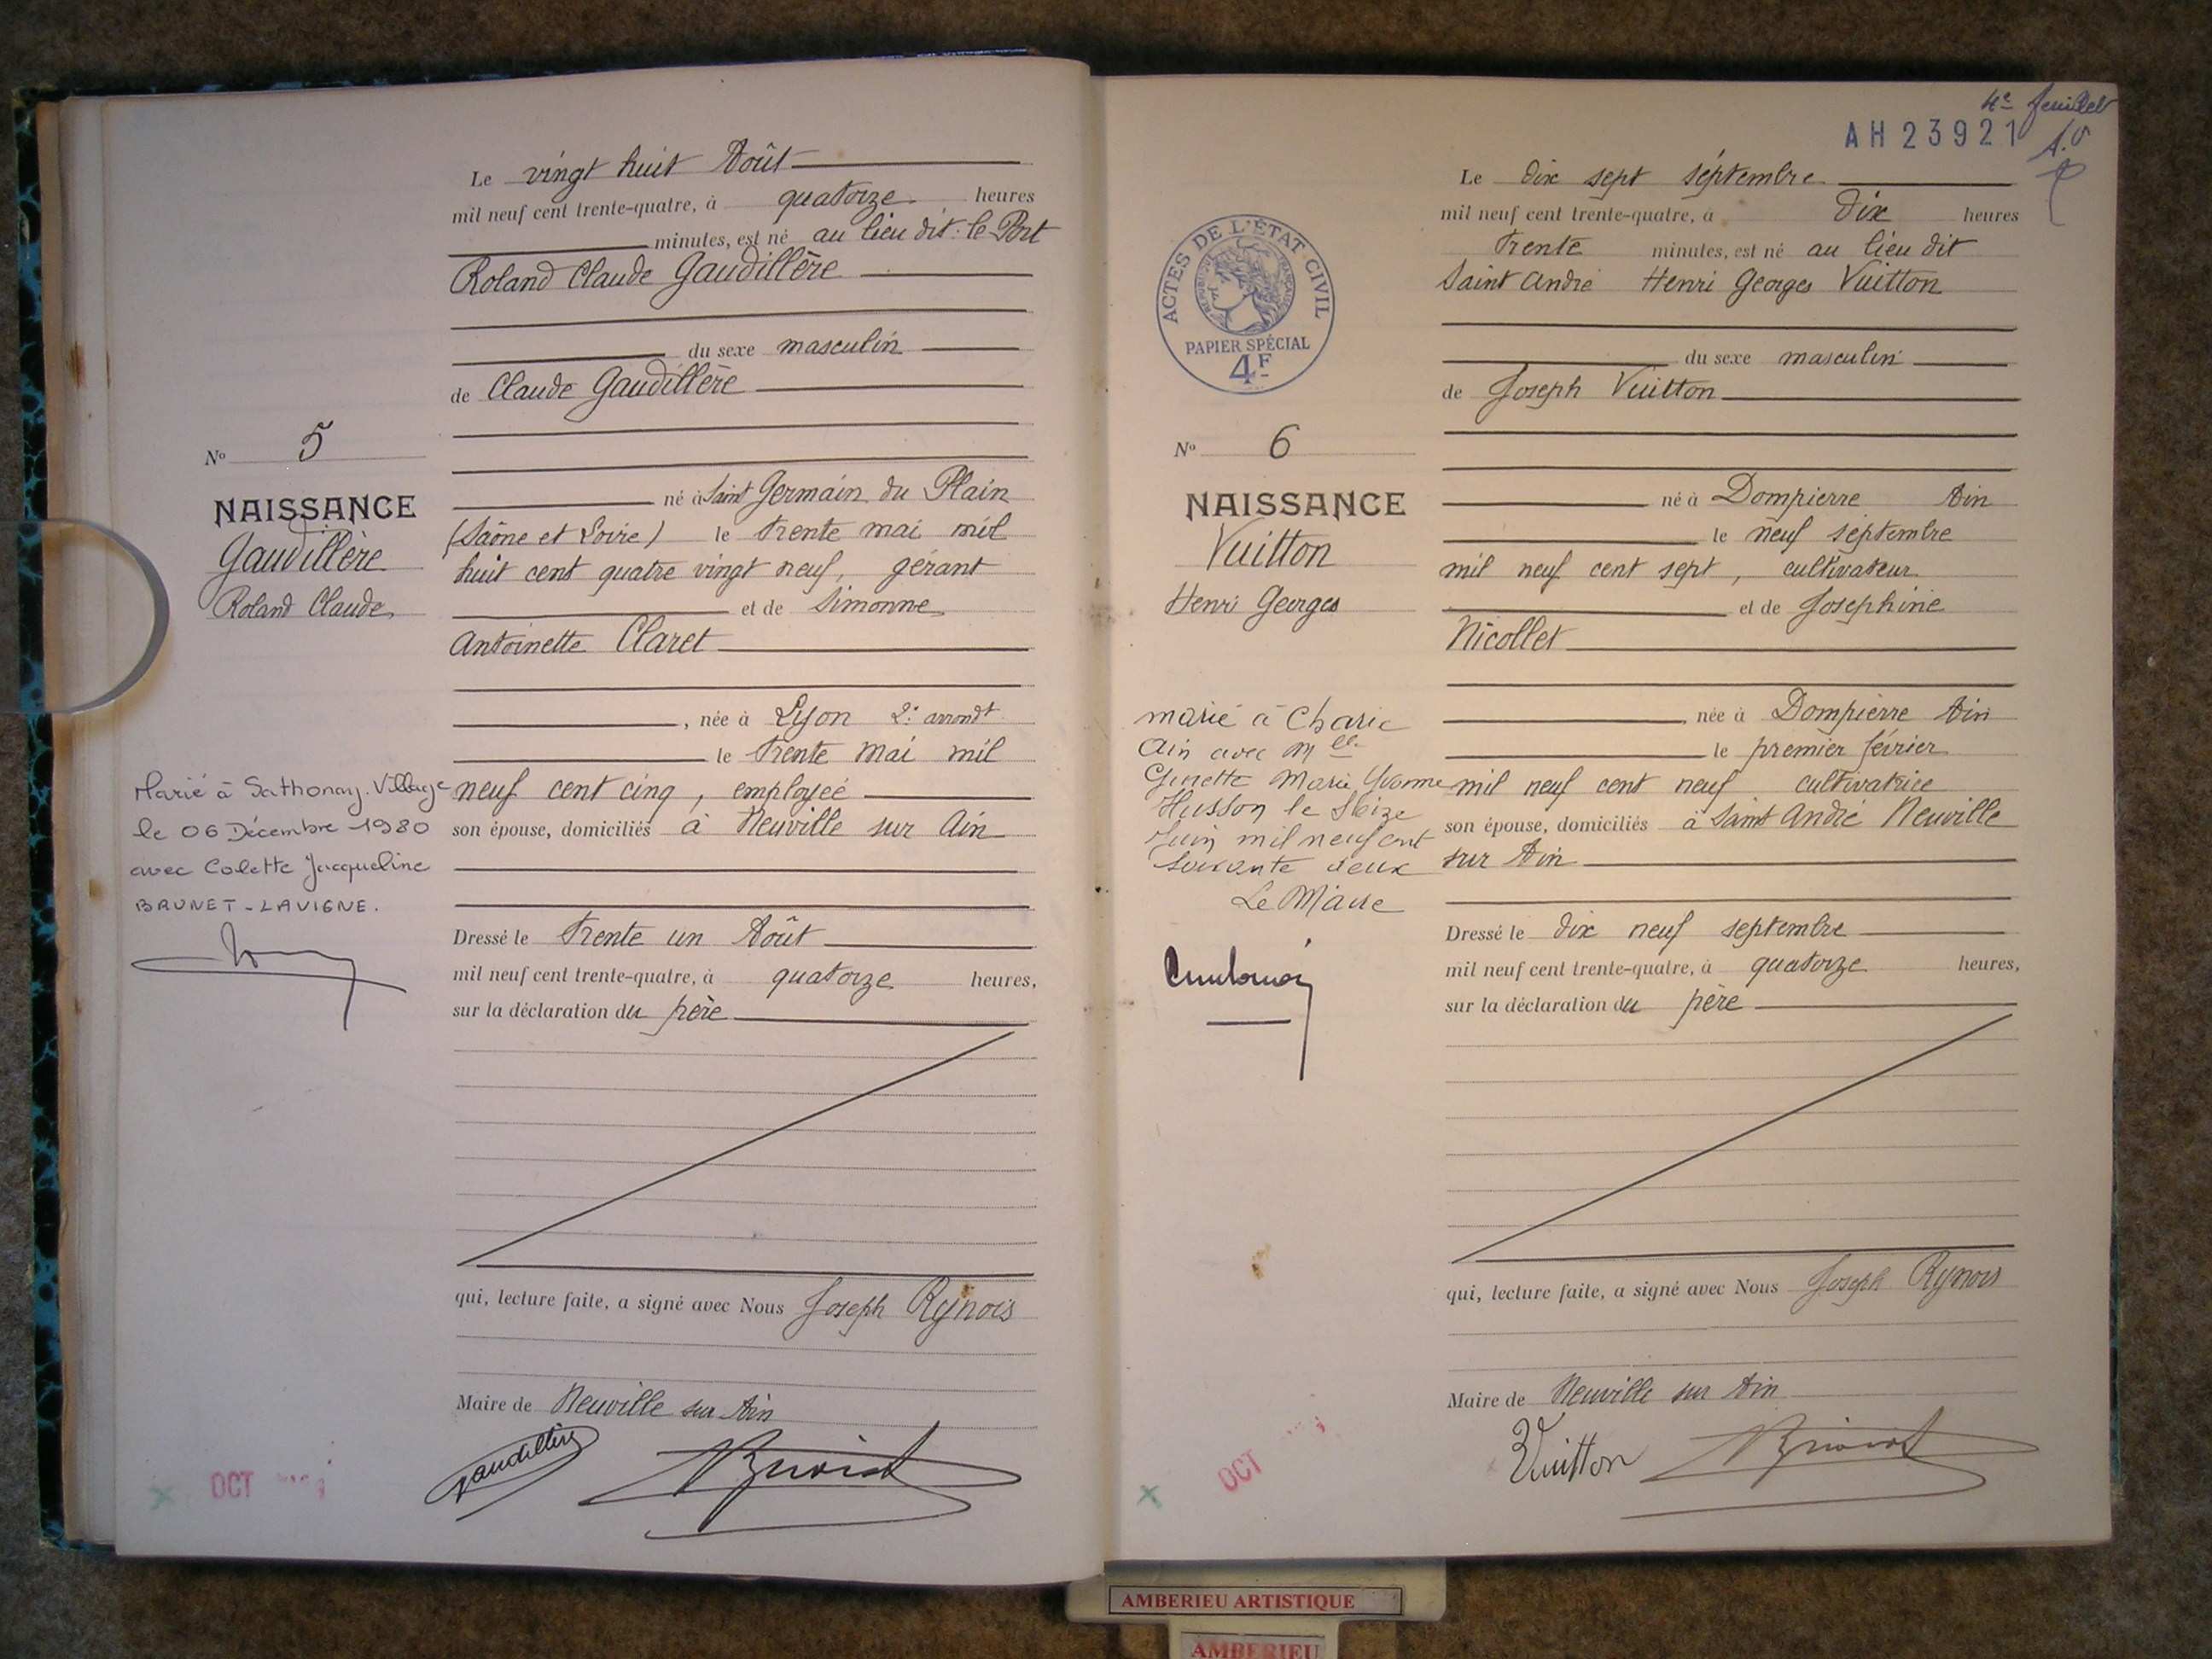 Le vingt huit Août
mil neuf cent trente-quatre, à quatorze heures
minutes, est né au lieu dit: le Port
Roland Claude Gaudillère
du sexe masculin
de Claude Gaudillère
né à Saint Germain du Plain
(Saône et Loire) le trente mai mil
huit cent quatre vingt neuf, gérant
et de Simonne
Antoinette Claret
, née à Lyon 2e arrondt
le trente mai mil
neuf cent cinq, employée
son épouse, domiciliés à Neuville sur Ain
Dressé le trente un Août
mil neuf cent trente-quatre, à quatorze heures,
sur la déclaration du père
qui, lecture faite, a signé avec Nous Joseph Rynois
Maire de Neuville sur Ain
Gaudillère
No 5
NAISSANCE
Gaudillère
Roland Claude
Marié à Sathonay-Village
le 06 Décembre 1980
avec Colette Jacqueline
BRUNET-LAVIGNE.
OCT
4e feuillet
AH 23921
Le dix sept septembre
mil neuf cent trente-quatre, à dix heures
trente minutes, est né au lieu dit
Saint André Henri Georges Vuitton
du sexe masculin
de Joseph Vuitton
né à Dompierre Ain
le neuf septembre
mil neuf cent sept, cultivateur
et de Josephine
Nicollet
, née à Dompierre Ain
le premier février
mil neuf cent neuf cultivatrice
son épouse, domiciliés à Saint André Neuville
sur Ain
Dressé le dix neuf septembre
mil neuf cent trente-quatre, à quatorze heures,
sur la déclaration du père
qui, lecture faite, a signé avec Nous Joseph Rynois
Maire de Neuville sur Ain
Vuitton
ACTES DE L'ÉTAT CIVIL
RÉPUBLIQUE FRANÇAISE
PAPIER SPÉCIAL
4F
No 6
NAISSANCE
Vuitton
Henri Georges
marié à
Ain avec Mlle
Ginette Marie Yvonne
Husson le Seize
Juin mil neuf cent
soixante deux
Le Maire
OCT
AMBERIEU ARTISTIQUE
AMBERIEU